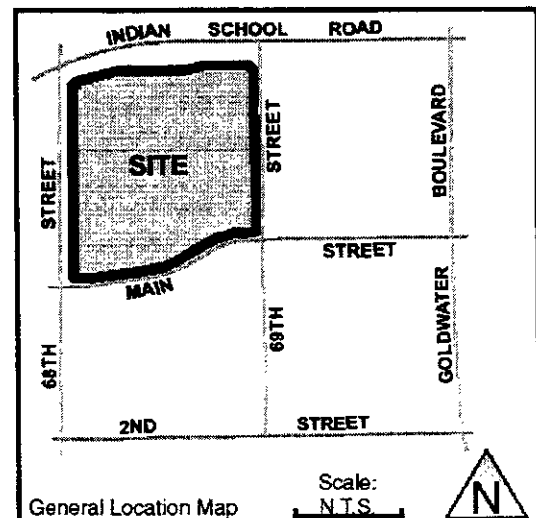 INDIAN SCHOOL ROAD
STREET
SITE
STREET
BOULEVARD
MAIN
STREET
68TH
69TH
GOLDWATER
2ND STREET
General Location Map
Scale:
N.T.S.
N